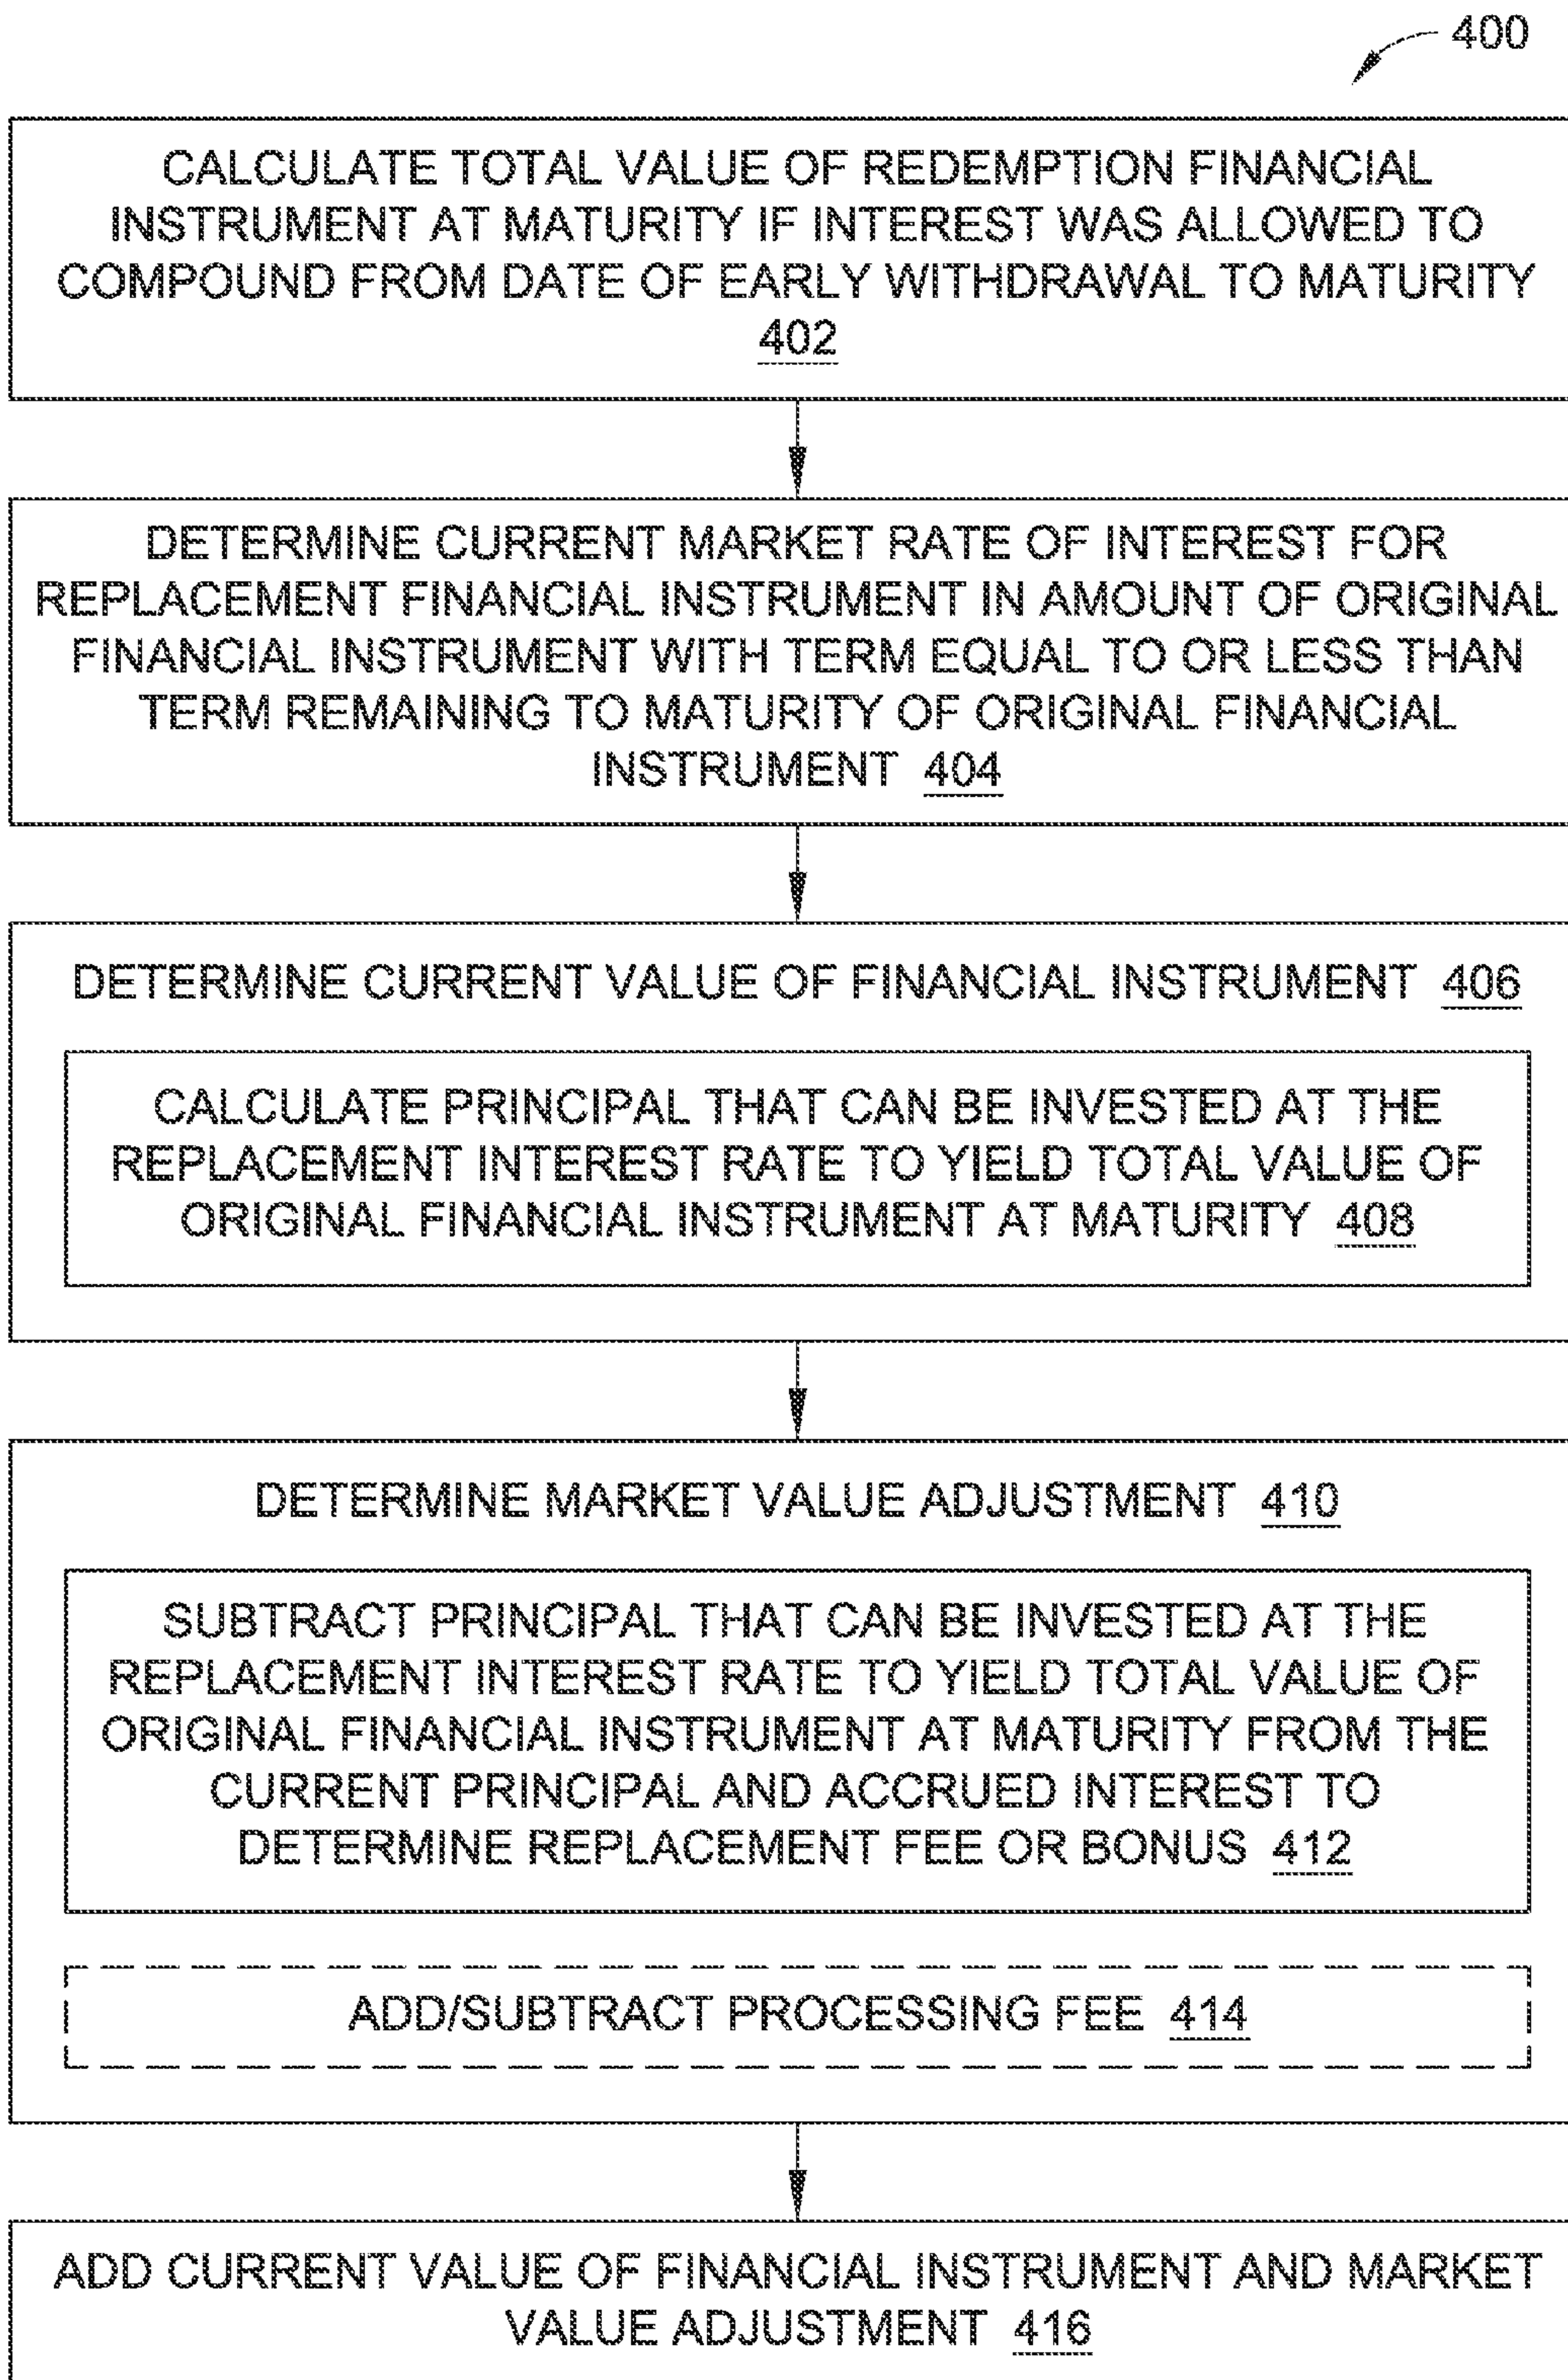 400
CALCULATE TOTAL VALUE OF REDEMPTION FINANCIAL
INSTRUMENT AT MATURITY IF INTEREST WAS ALLOWED TO
COMPOUND FROM DATE OF EARLY WITHDRAWAL TO MATURITY
402
DETERMINE CURRENT MARKET RATE OF INTEREST FOR
REPLACEMENT FINANCIAL INSTRUMENT IN AMOUNT OF ORIGINAL
FINANCIAL INSTRUMENT WITH TERM EQUAL TO OR LESS THAN
TERM REMAINING TO MATURITY OF ORIGINAL FINANCIAL
INSTRUMENT 404
DETERMINE CURRENT VALUE OF FINANCIAL INSTRUMENT 406
CALCULATE PRINCIPAL THAT CAN BE INVESTED AT THE
REPLACEMENT INTEREST RATE TO YIELD TOTAL VALUE OF
ORIGINAL FINANCIAL INSTRUMENT AT MATURITY 408
DETERMINE MARKET VALUE ADJUSTMENT 410
SUBTRACT PRINCIPAL THAT CAN BE INVESTED AT THE
REPLACEMENT INTEREST RATE TO YIELD TOTAL VALUE OF
ORIGINAL FINANCIAL INSTRUMENT AT MATURITY FROM THE
CURRENT PRINCIPAL AND ACCRUED INTEREST TO
DETERMINE REPLACEMENT FEE OR BONUS 412
ADD/SUBTRACT PROCESSING FEE 414
ADD CURRENT VALUE OF FINANCIAL INSTRUMENT AND MARKET
VALUE ADJUSTMENT 416